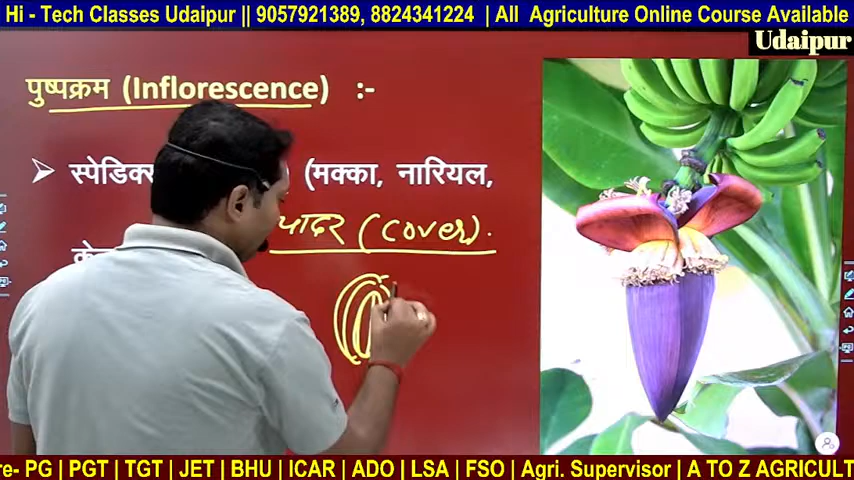 Hi - Tech Classes Udaipur || 9057921389, 8824341224 | All Agriculture Online Course Available
Udaipur
पुष्पक्रम (Inflorescence) :-
➢ स्पेडिक्स (मक्का, नारियल,
(Cover).
re- PG | PGT | TGT | JET | BHU | ICAR | ADO | LSA | FSO | Agri. Supervisor | A TO Z AGRICULT